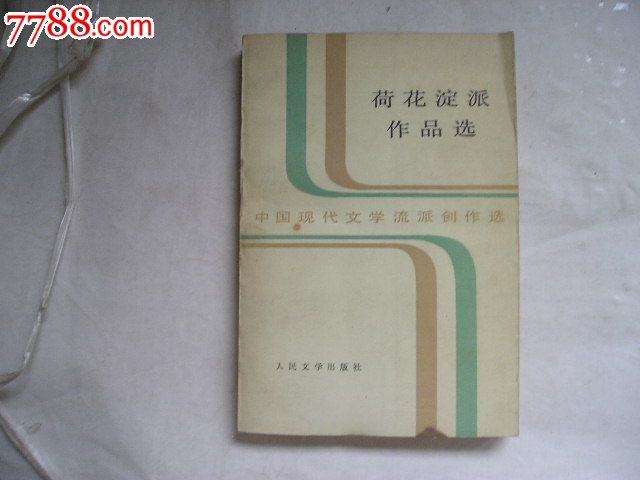 7788.com
荷花淀派
作品选
中国现代文学流派创作选
人民文学出版社